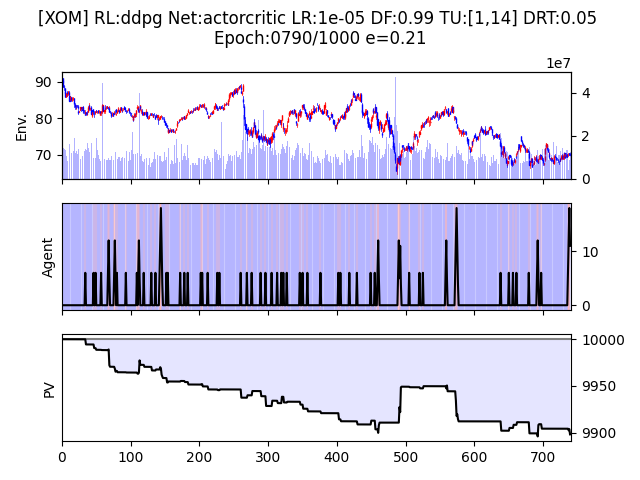 [XOM] RL:ddpg Net:actorcritic LR:1e-05 DF:0.99 TU:[1,14] DRT:0.05
Epoch:0790/1000 e=0.21
1e7
Env.
90
80
70
4
2
0
Agent
10
0
PV
10000
9950
9900
0 100 200 300 400 500 600 700